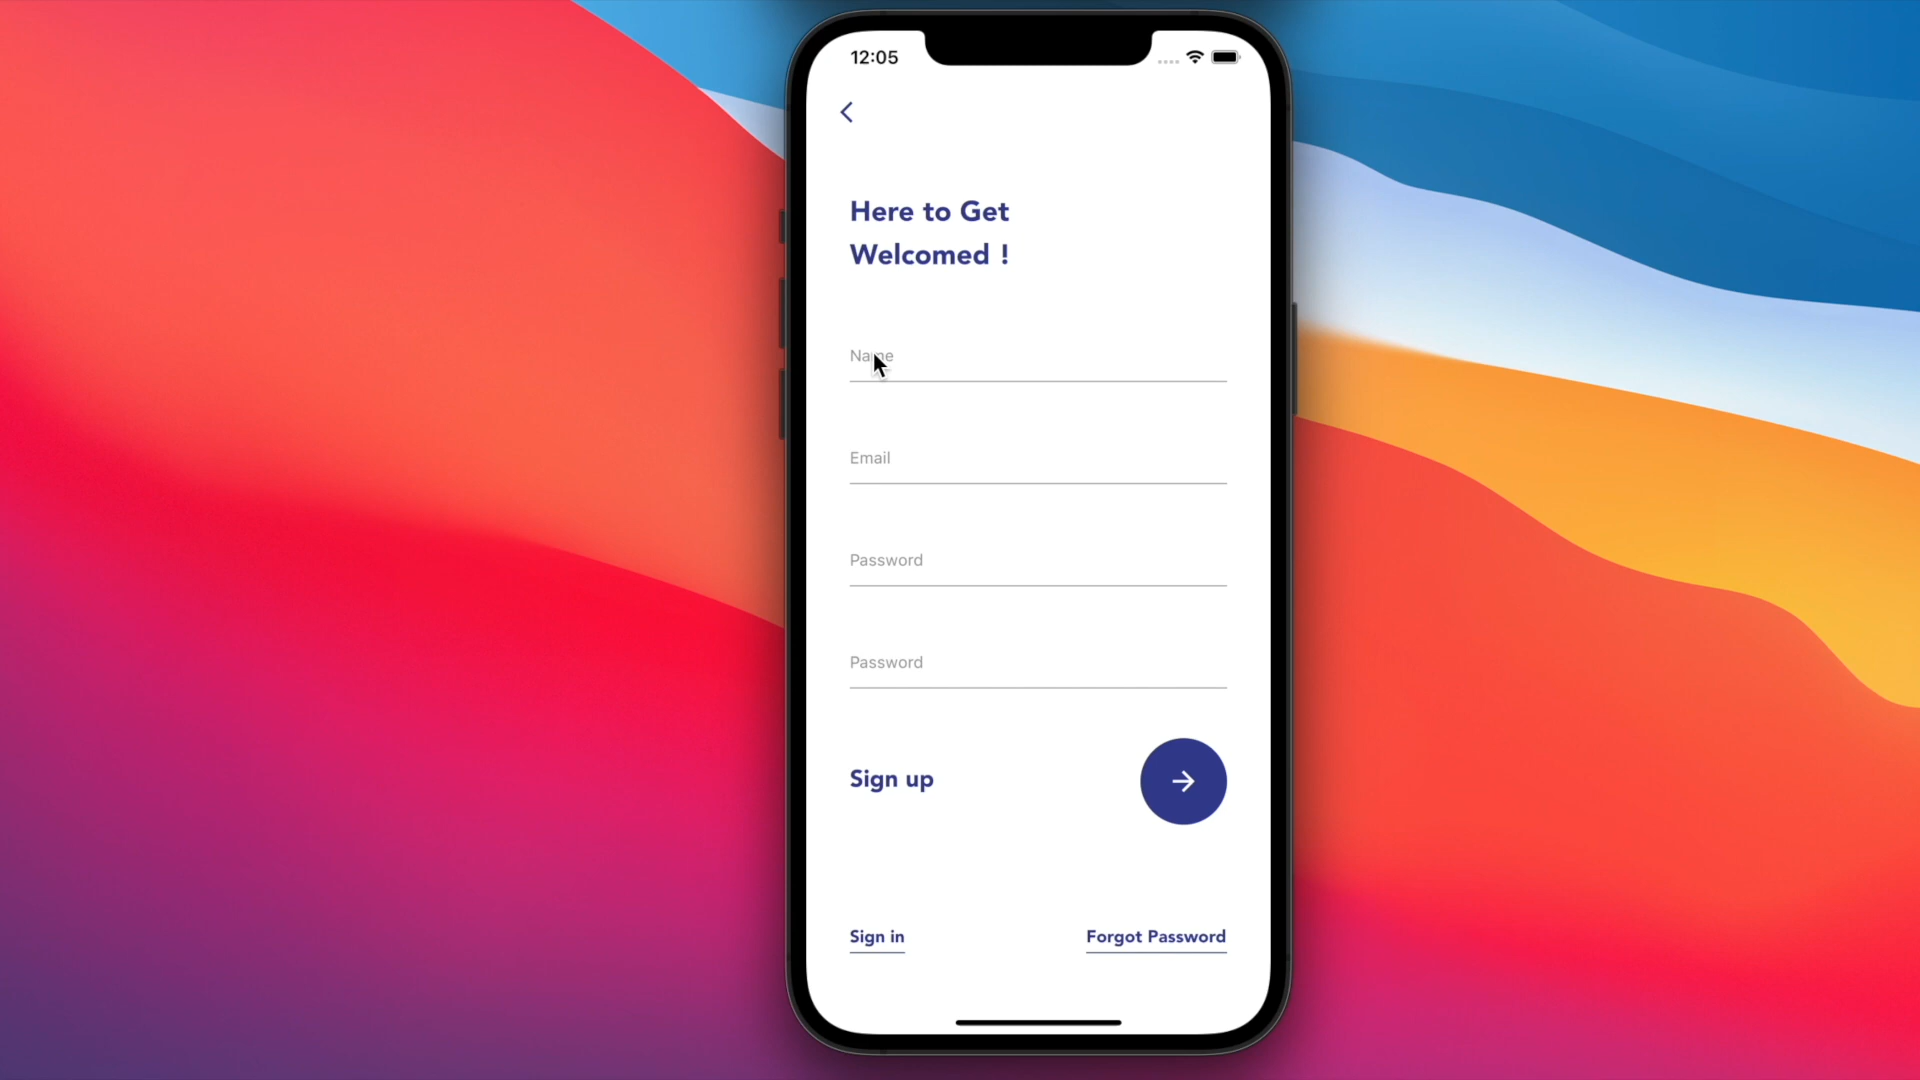 12:05
Here to Get
Welcomed !
Name
Email
Password
Password
Sign up
Sign in
Forgot Password